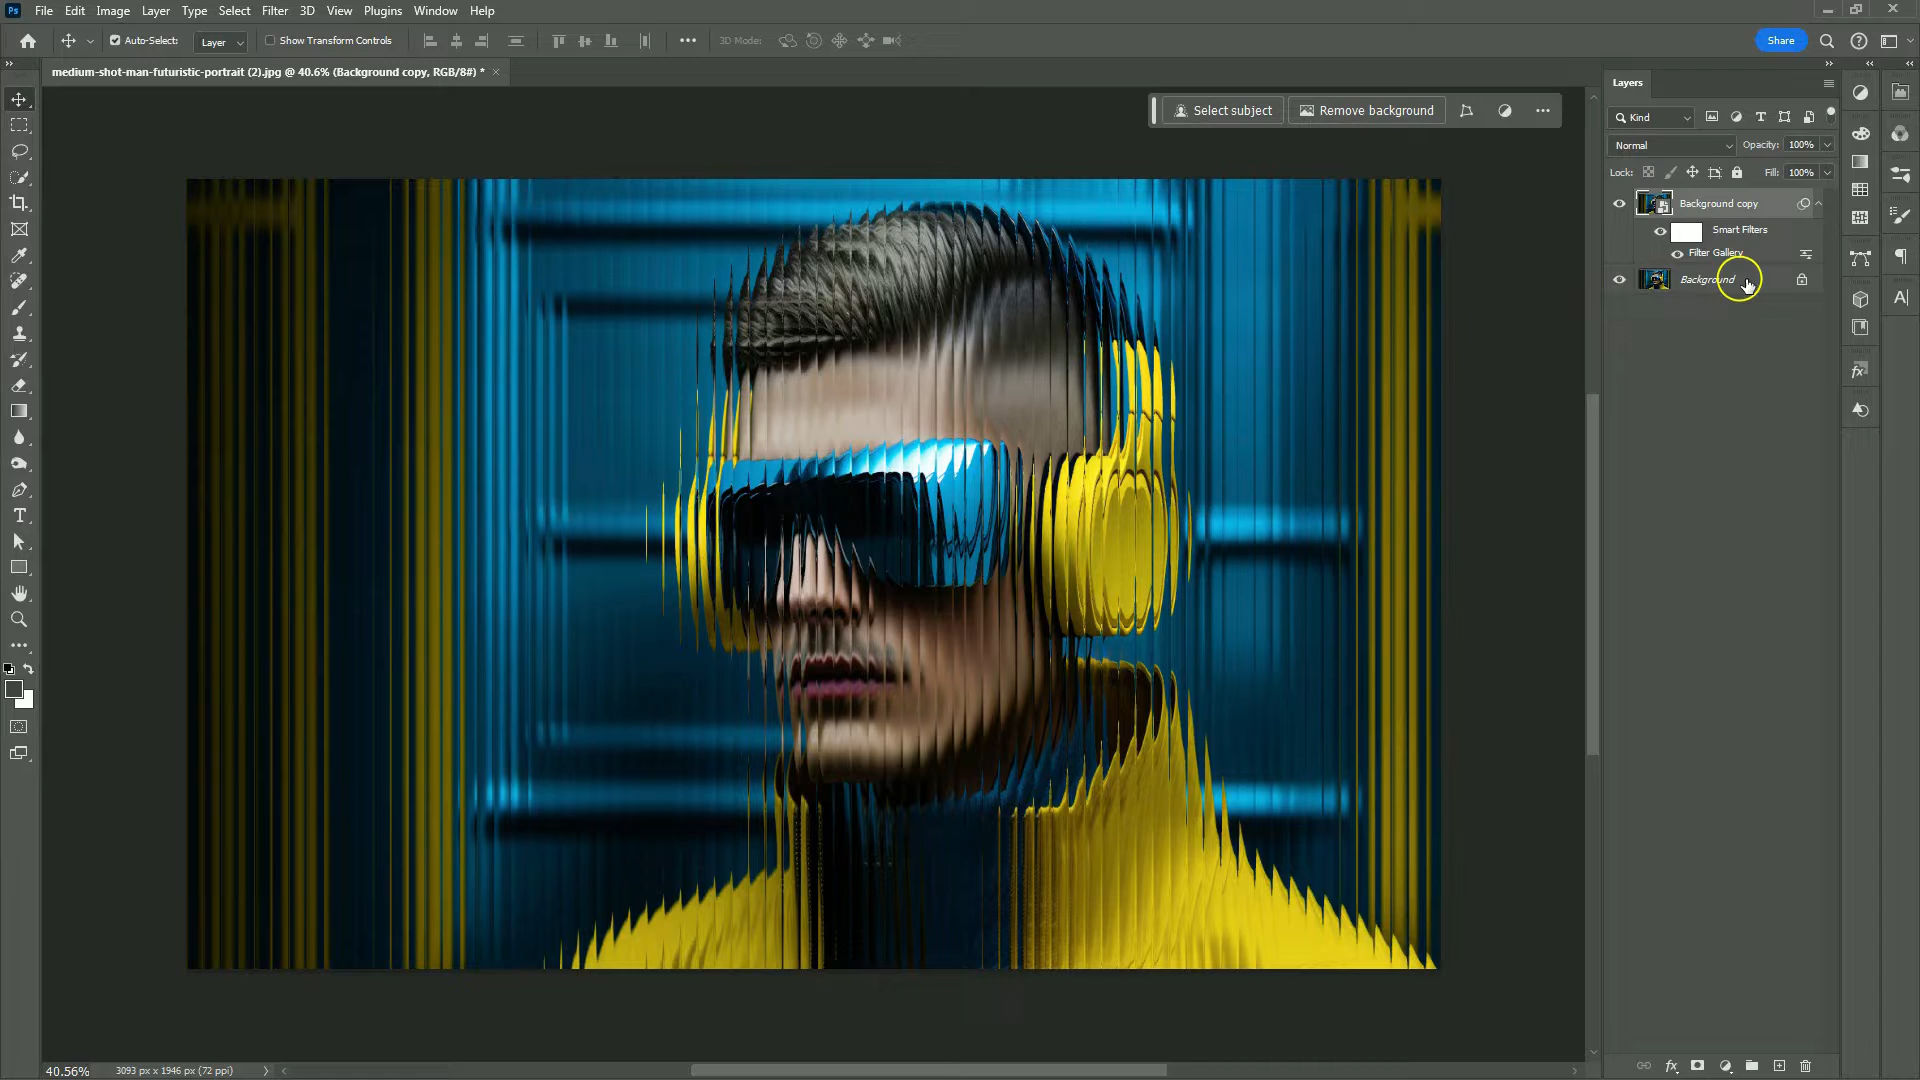 Ps File Edit Image Layer Type Select Filter 3D View Plugins Window Help
Auto-Select: Layer Show Transform Controls 3D Mode: Share
medium-shot-man-futuristic-portrait (2).jpg @ 40.6% (Background copy, RGB/8#) * ×
Select subject Remove background
Layers
Kind
Normal Opacity: 100%
Lock: Fill: 100%
Background copy
Smart Filters
Filter Gallery
Background
40.56% 3093 px x 1946 px (72 ppi)